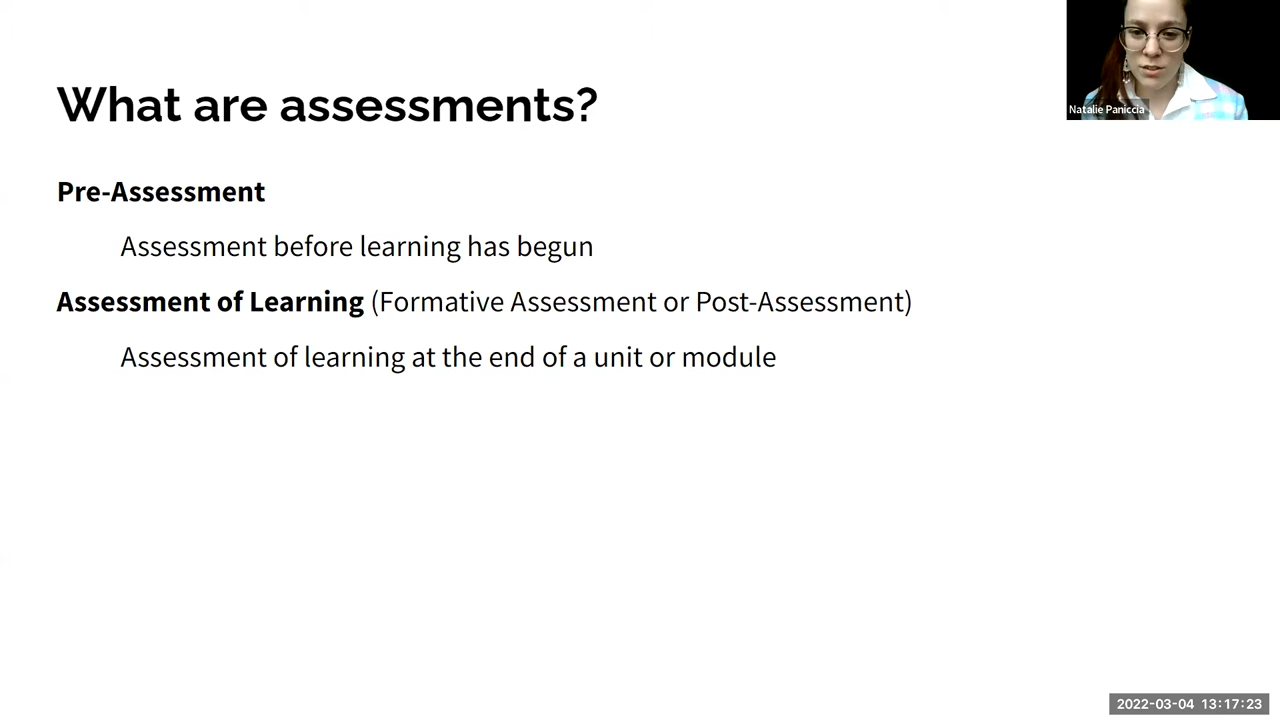 What are assessments?
Natalie Paniccia
Pre-Assessment
Assessment before learning has begun
Assessment of Learning (Formative Assessment or Post-Assessment)
Assessment of learning at the end of a unit or module
2022-03-04 13:17:23